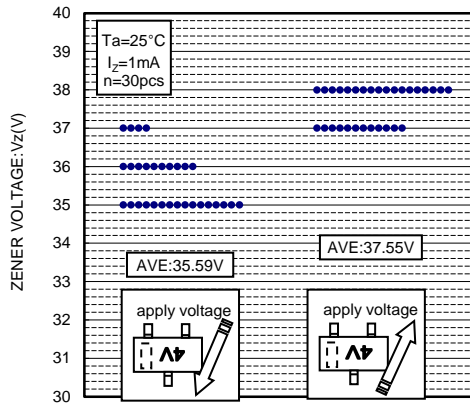 ZENER VOLTAGE:Vz(V)
40
39
38
37
36
35
34
33
32
31
30
Ta=25°C
IZ=1mA
n=30pcs
AVE:35.59V
AVE:37.55V
apply voltage
4V
apply voltage
4V